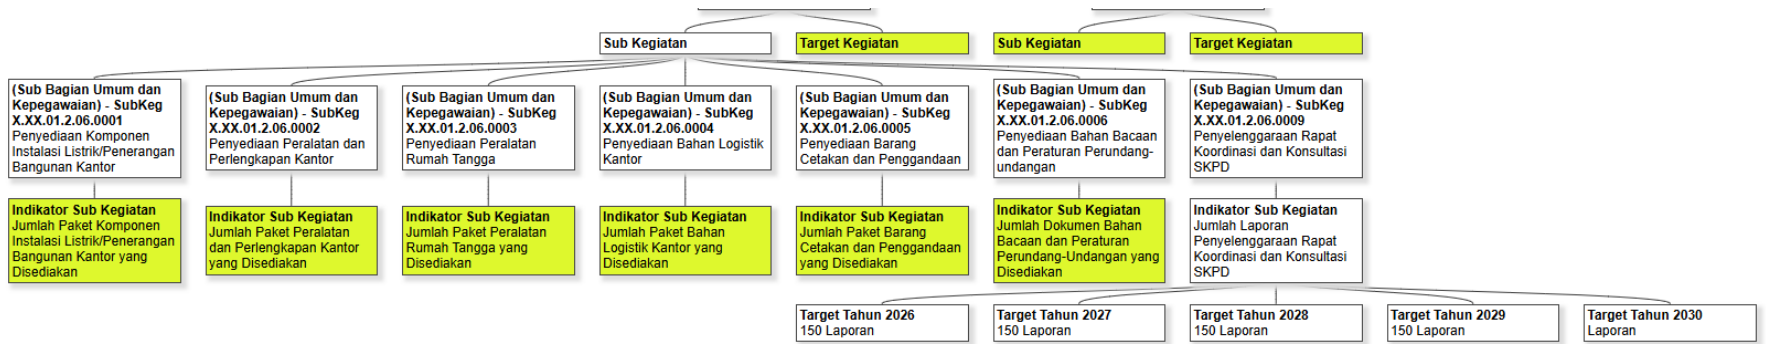 Sub Kegiatan
Target Kegiatan
Sub Kegiatan
Target Kegiatan
(Sub Bagian Umum dan
Kepegawaian) - SubKeg
X.XX.01.2.06.0001
Penyediaan Komponen
Instalasi Listrik/Penerangan
Bangunan Kantor
(Sub Bagian Umum dan
Kepegawaian) - SubKeg
X.XX.01.2.06.0002
Penyediaan Peralatan dan
Perlengkapan Kantor
(Sub Bagian Umum dan
Kepegawaian) - SubKeg
X.XX.01.2.06.0003
Penyediaan Peralatan
Rumah Tangga
(Sub Bagian Umum dan
Kepegawaian) - SubKeg
X.XX.01.2.06.0004
Penyediaan Bahan Logistik
Kantor
(Sub Bagian Umum dan
Kepegawaian) - SubKeg
X.XX.01.2.06.0005
Penyediaan Barang
Cetakan dan Penggandaan
(Sub Bagian Umum dan
Kepegawaian) - SubKeg
X.XX.01.2.06.0006
Penyediaan Bahan Bacaan
dan Peraturan Perundang-
undangan
(Sub Bagian Umum dan
Kepegawaian) - SubKeg
X.XX.01.2.06.0009
Penyelenggaraan Rapat
Koordinasi dan Konsultasi
SKPD
Indikator Sub Kegiatan
Jumlah Paket Komponen
Instalasi Listrik/Penerangan
Bangunan Kantor yang
Disediakan
Indikator Sub Kegiatan
Jumlah Paket Peralatan
dan Perlengkapan Kantor
yang Disediakan
Indikator Sub Kegiatan
Jumlah Paket Peralatan
Rumah Tangga yang
Disediakan
Indikator Sub Kegiatan
Jumlah Paket Bahan
Logistik Kantor yang
Disediakan
Indikator Sub Kegiatan
Jumlah Paket Barang
Cetakan dan Penggandaan
yang Disediakan
Indikator Sub Kegiatan
Jumlah Dokumen Bahan
Bacaan dan Peraturan
Perundang-Undangan yang
Disediakan
Indikator Sub Kegiatan
Jumlah Laporan
Penyelenggaraan Rapat
Koordinasi dan Konsultasi
SKPD
Target Tahun 2026
150 Laporan
Target Tahun 2027
150 Laporan
Target Tahun 2028
150 Laporan
Target Tahun 2029
150 Laporan
Target Tahun 2030
Laporan